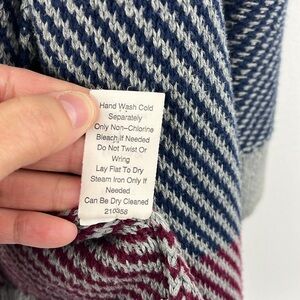 Hand Wash Cold
Separately
Only Non-Chlorine
Bleach If Needed
Do Not Twist Or
Wring
Lay Flat To Dry
Steam Iron Only If
Needed
Can Be Dry Cleaned